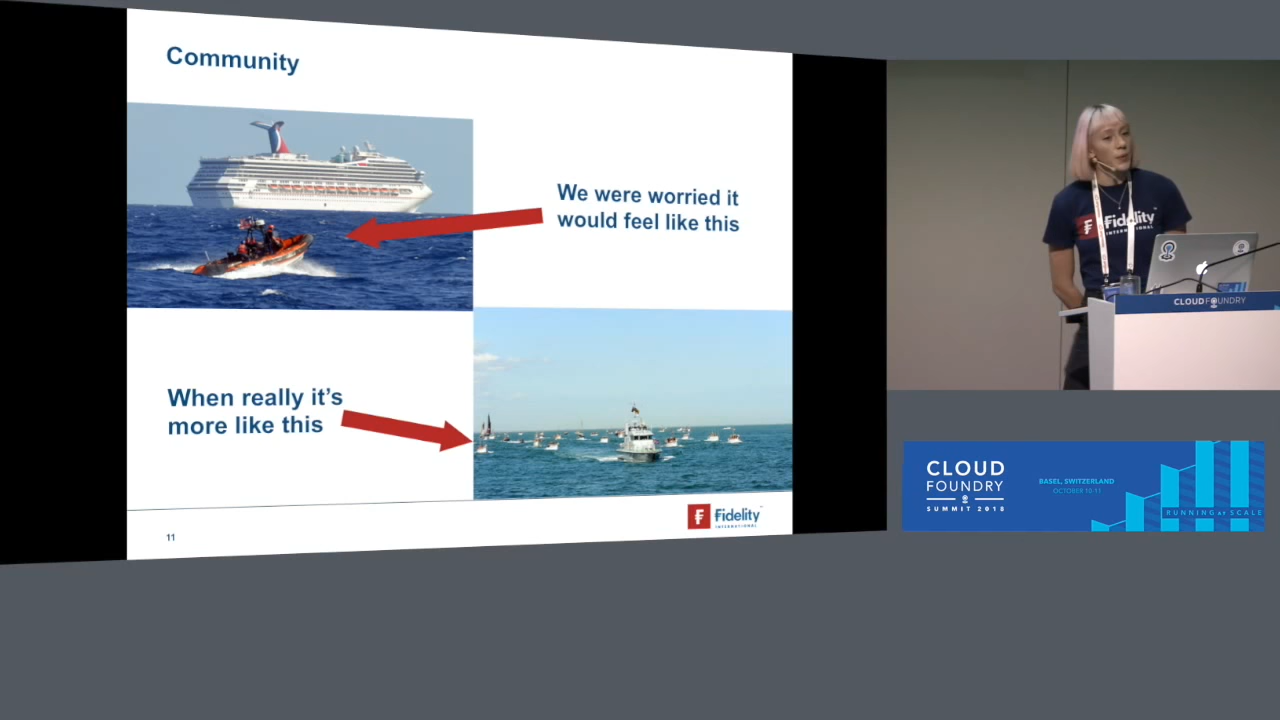 Community
We were worried it
would feel like this
When really it's
more like this
11
Fidelity
INTERNATIONAL
Fidelity
INTERNATIONAL
CLOUD FOUNDRY
CLOUD
FOUNDRY
SUMMIT 2018
BASEL, SWITZERLAND
OCTOBER 10-11
RUNNING AT SCALE